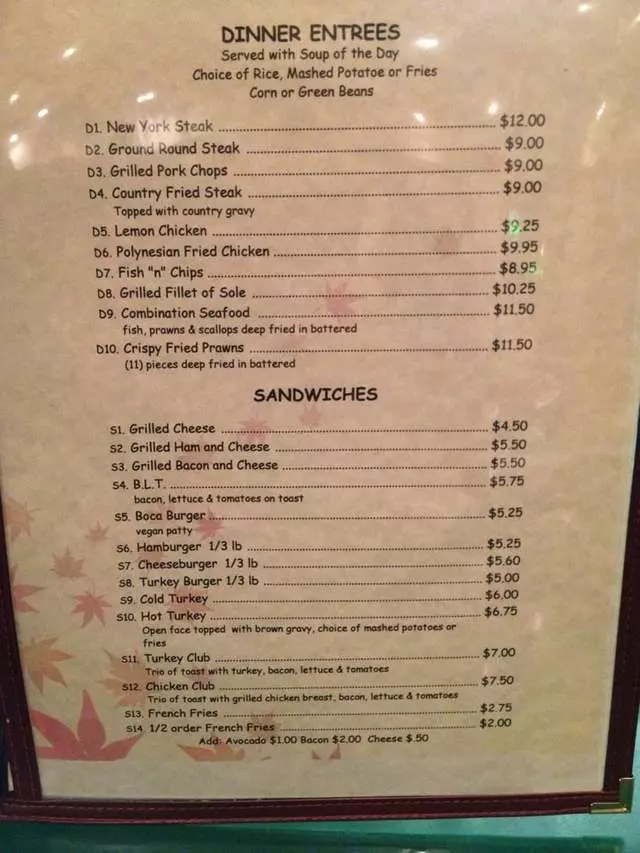 DINNER ENTREES
Served with Soup of the Day
Choice of Rice, Mashed Potatoe or Fries
Corn or Green Beans
D1. New York Steak ........ $12.00
D2. Ground Round Steak ........ $9.00
D3. Grilled Pork Chops ........ $9.00
D4. Country Fried Steak ........ $9.00
Topped with country gravy
D5. Lemon Chicken ........ $9.25
D6. Polynesian Fried Chicken ........ $9.95
D7. Fish "n" Chips ........ $8.95
D8. Grilled Fillet of Sole ........ $10.25
D9. Combination Seafood ........ $11.50
fish, prawns & scallops deep fried in battered
D10. Crispy Fried Prawns ........ $11.50
(11) pieces deep fried in battered
SANDWICHES
S1. Grilled Cheese ........ $4.50
S2. Grilled Ham and Cheese ........ $5.50
S3. Grilled Bacon and Cheese ........ $5.50
S4. B.L.T. ........ $5.75
bacon, lettuce & tomatoes on toast
S5. Boca Burger ........ $5.25
vegan patty
S6. Hamburger 1/3 lb ........ $5.25
S7. Cheeseburger 1/3 lb ........ $5.60
S8. Turkey Burger 1/3 lb ........ $5.00
S9. Cold Turkey ........ $6.00
S10. Hot Turkey ........ $6.75
Open face topped with brown gravy, choice of mashed potatoes or
fries
S11. Turkey Club ........ $7.00
Trio of toast with turkey, bacon, lettuce & tomatoes
S12. Chicken Club ........ $7.50
Trio of toast with grilled chicken breast, bacon, lettuce & tomatoes
S13. French Fries ........ $2.75
S14. 1/2 order French Fries ........ $2.00
Add: Avocado $1.00 Bacon $2.00 Cheese $.50